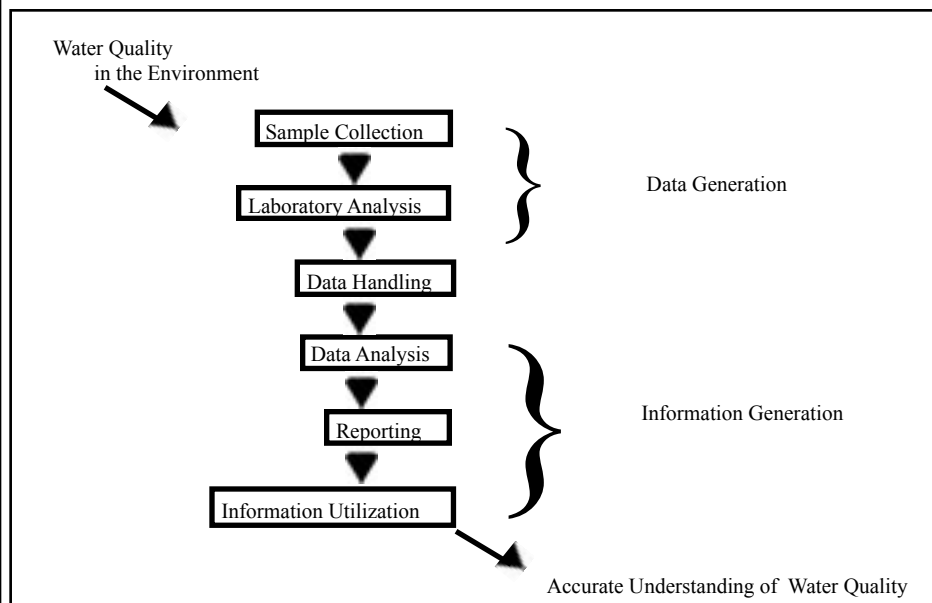 Water Quality
in the Environment
Sample Collection
Data Generation
Laboratory Analysis
Data Handling
Data Analysis
Information Generation
Reporting
Information Utilization
Accurate Understanding of Water Quality